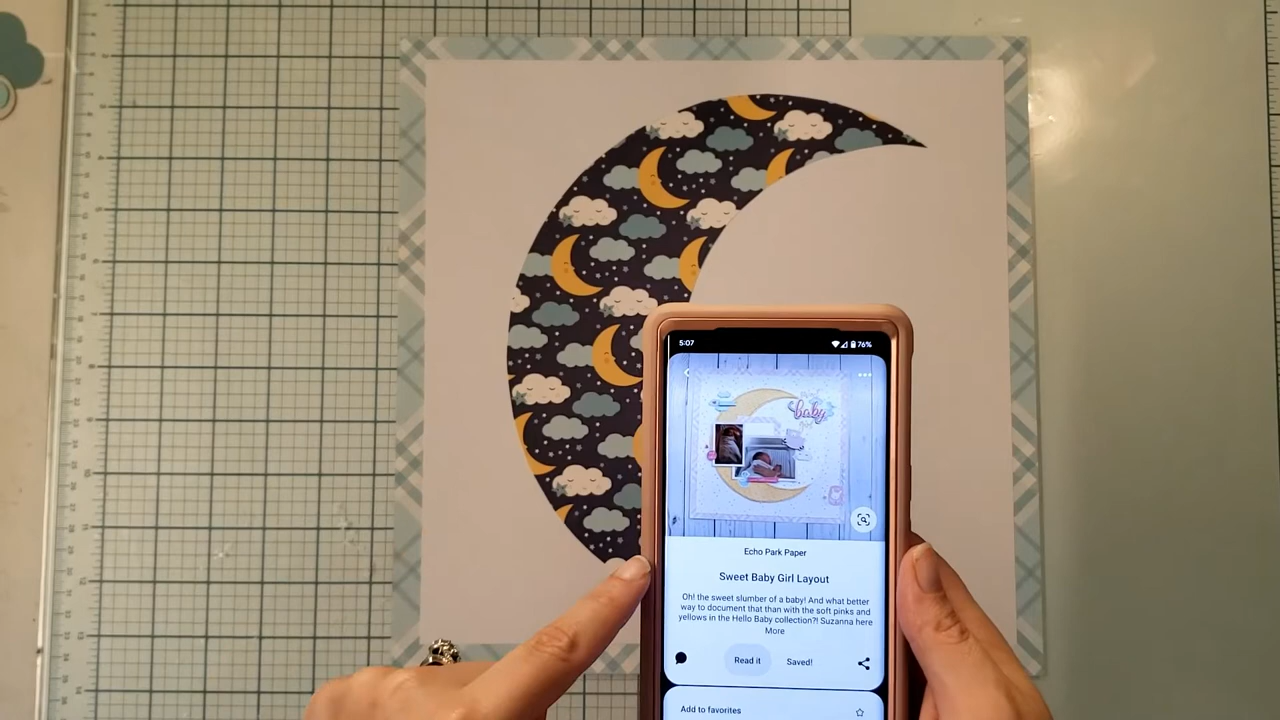 5:07
76%
baby
Echo Park Paper
Sweet Baby Girl Layout
Oh! the sweet slumber of a baby! And what better
way to document that than with the soft pinks and
yellows in the Hello Baby collection?! Suzanna here
More
Read it
Saved!
Add to favorites